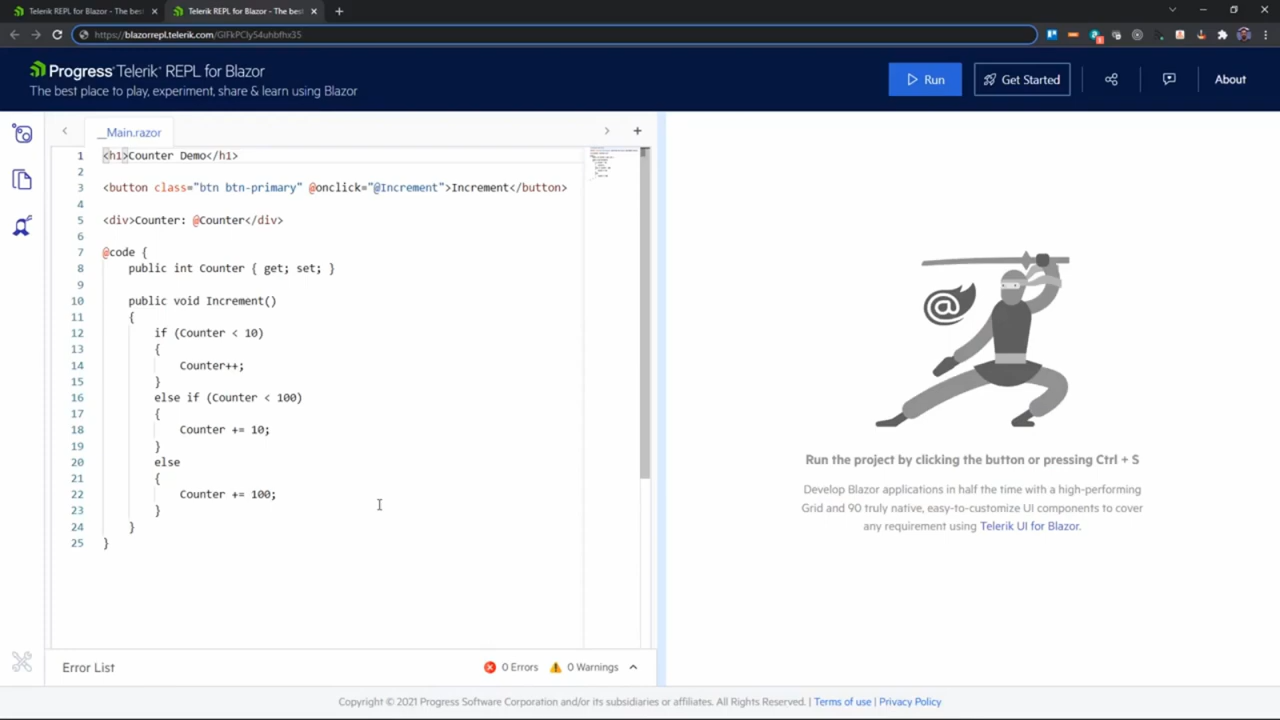 Telerik REPL for Blazor - The best
Telerik REPL for Blazor - The best
https://blazorrepl.telerik.com/GlFkPClyS4uhbfhx35
Progress Telerik REPL for Blazor
The best place to play, experiment, share & learn using Blazor
Run
Get Started
About
__Main.razor
1 <h1>Counter Demo</h1>
2
3 <button class="btn btn-primary" @onclick="@Increment">Increment</button>
4
5 <div>Counter: @Counter</div>
6
7 @code {
8 public int Counter { get; set; }
9
10 public void Increment()
11 {
12 if (Counter < 10)
13 {
14 Counter++;
15 }
16 else if (Counter < 100)
17 {
18 Counter += 10;
19 }
20 else
21 {
22 Counter += 100;
23 }
24 }
25 }
Run the project by clicking the button or pressing Ctrl + S
Develop Blazor applications in half the time with a high-performing
Grid and 90 truly native, easy-to-customize UI components to cover
any requirement using Telerik UI for Blazor.
Error List
0 Errors
0 Warnings
Copyright © 2021 Progress Software Corporation and/or its subsidiaries or affiliates. All Rights Reserved. | Terms of use | Privacy Policy